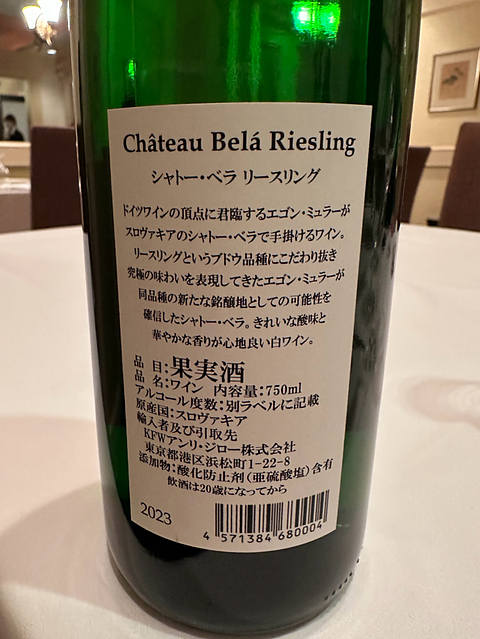 Château Belá Riesling
シャトー・ベラ リースリング
ドイツワインの頂点に君臨するエゴン・ミュラーが
スロヴァキアのシャトー・ベラで手掛けるワイン。
リースリングというブドウ品種にこだわり抜き
究極の味わいを表現してきたエゴン・ミュラーが
同品種の新たな銘醸地としての可能性を
確信したシャトー・ベラ。きれいな酸味と
華やかな香りが心地良い白ワイン。
品 目：果実酒
品 名：ワイン 内容量：750ml
アルコール度数：別ラベルに記載
原産国：スロヴァキア
輸入者及び引取先
KFWアンリ・ジロー株式会社
東京都港区浜松町1-22-8
添加物：酸化防止剤（亜硫酸塩）含有
飲酒は20歳になってから
2023
4 571384 680004